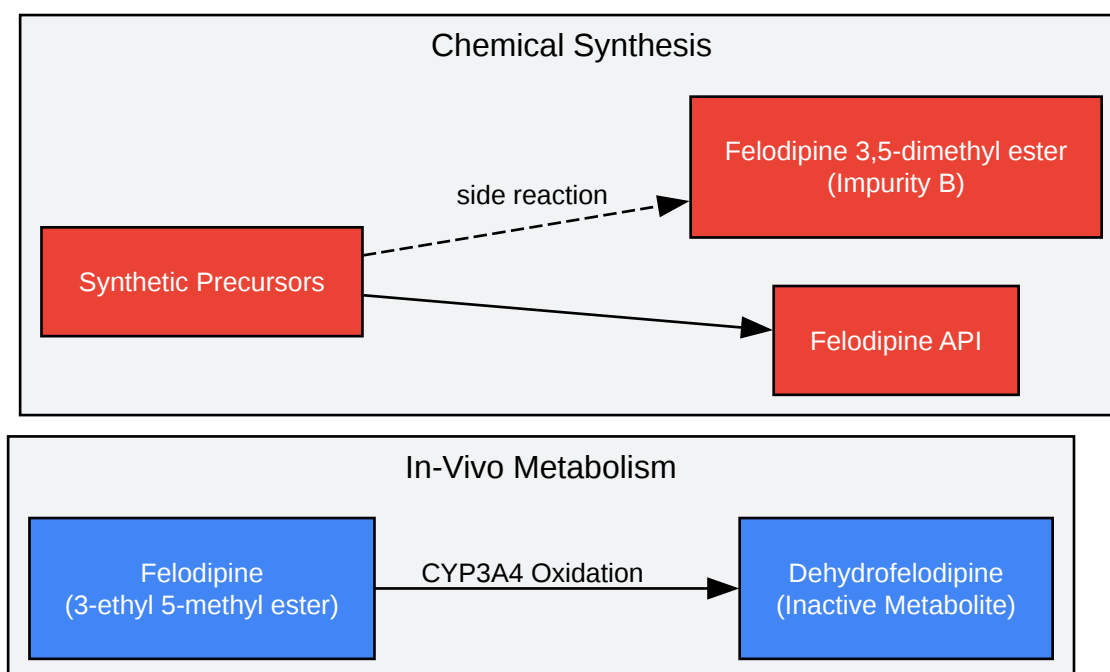 Chemical Synthesis
Felodipine 3,5-dimethyl ester
(Impurity B)
side reaction
Synthetic Precursors
Felodipine API
In-Vivo Metabolism
Felodipine
(3-ethyl 5-methyl ester)
CYP3A4 Oxidation
Dehydrofelodipine
(Inactive Metabolite)